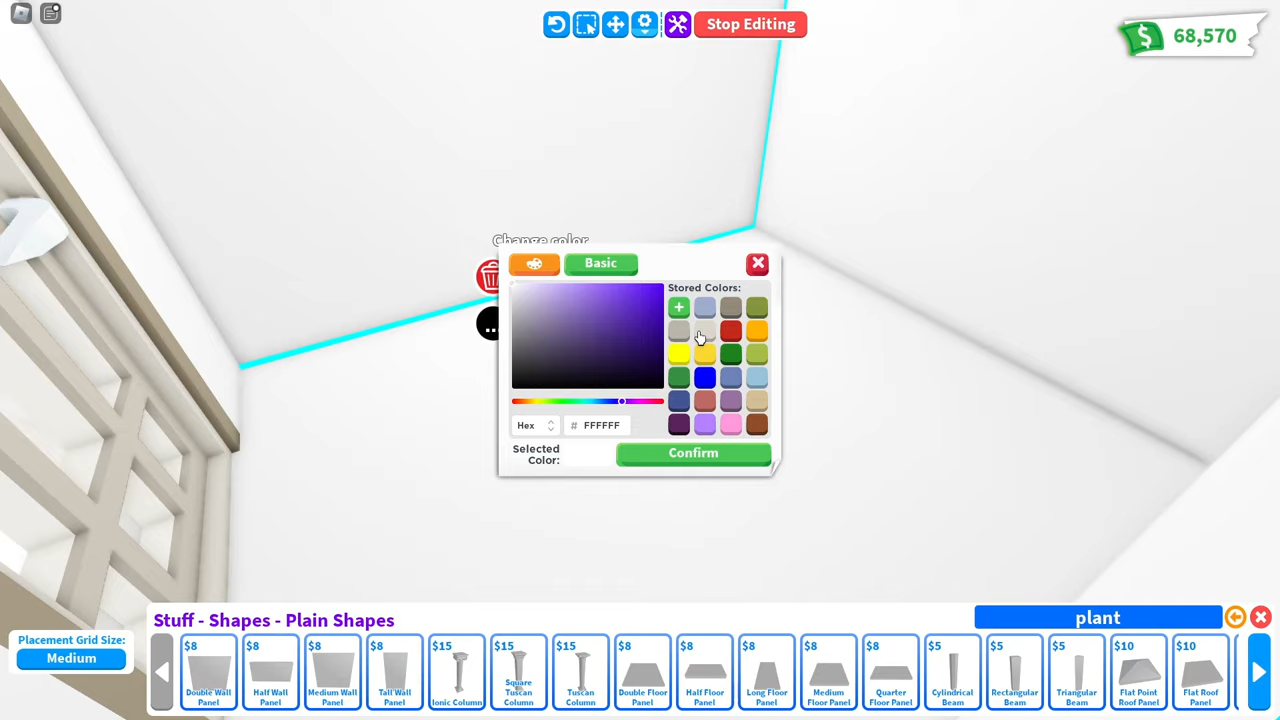 Stop Editing
68,570
Change color
Basic
Stored Colors:
Hex
# FFFFFF
Selected
Color:
Confirm
Stuff - Shapes - Plain Shapes
plant
Placement Grid Size:
Medium
$8
Double Wall
Panel
$8
Half Wall
Panel
$8
Medium Wall
Panel
$8
Tall Wall
Panel
$15
Ionic Column
$15
Square
Tuscan
Column
$15
Tuscan
Column
$8
Double Floor
Panel
$8
Half Floor
Panel
$8
Long Floor
Panel
$8
Medium
Floor Panel
$8
Quarter
Floor Panel
$5
Cylindrical
Beam
$5
Rectangular
Beam
$5
Triangular
Beam
$10
Flat Point
Roof Panel
$10
Flat Roof
Panel